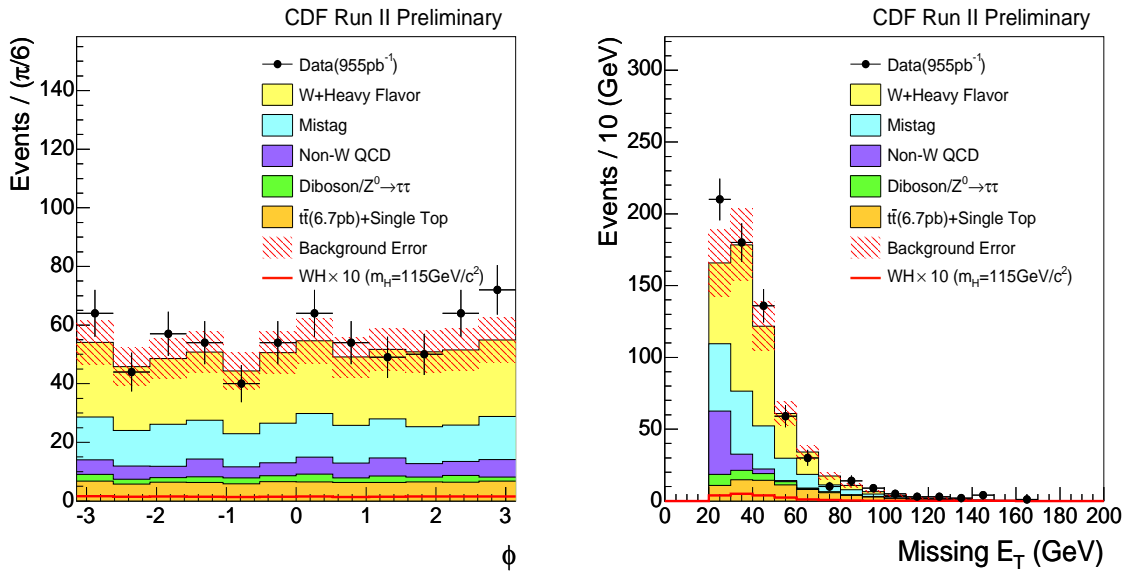 CDF Run II Preliminary
Events / (π/6)
140
120
100
80
60
40
20
0
Data(955pb⁻¹)
W+Heavy Flavor
Mistag
Non-W QCD
Diboson/Z⁰→ττ
tt̄(6.7pb)+Single Top
Background Error
WH×10 (m_H=115GeV/c²)
-3 -2 -1 0 1 2 3
ϕ
CDF Run II Preliminary
Events / 10 (GeV)
300
250
200
150
100
50
0
Data(955pb⁻¹)
W+Heavy Flavor
Mistag
Non-W QCD
Diboson/Z⁰→ττ
tt̄(6.7pb)+Single Top
Background Error
WH×10 (m_H=115GeV/c²)
0 20 40 60 80 100 120 140 160 180 200
Missing E_T (GeV)